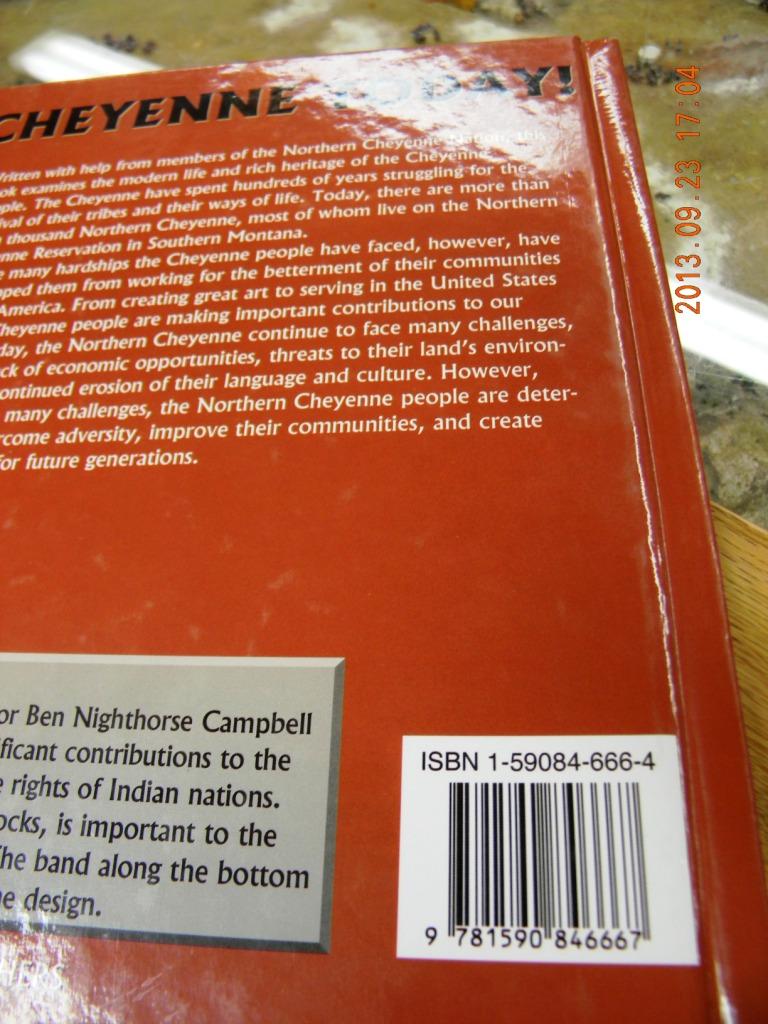 CHEYENNE TODAY!
ritten with help from members of the Northern Cheyenne Nation, this
ok examines the modern life and rich heritage of the Cheyenne
ple. The Cheyenne have spent hundreds of years struggling for the
ival of their tribes and their ways of life. Today, there are more than
thousand Northern Cheyenne, most of whom live on the Northern
nne Reservation in Southern Montana.
e many hardships the Cheyenne people have faced, however, have
pped them from working for the betterment of their communities
America. From creating great art to serving in the United States
Cheyenne people are making important contributions to our
day, the Northern Cheyenne continue to face many challenges,
ck of economic opportunities, threats to their land's environ-
ontinued erosion of their language and culture. However,
many challenges, the Northern Cheyenne people are deter-
rcome adversity, improve their communities, and create
for future generations.
or Ben Nighthorse Campbell
ificant contributions to the
e rights of Indian nations.
ocks, is important to the
The band along the bottom
e design.
HERS
ISBN 1-59084-666-4
9 781590 846667
2013.09.23 17:04